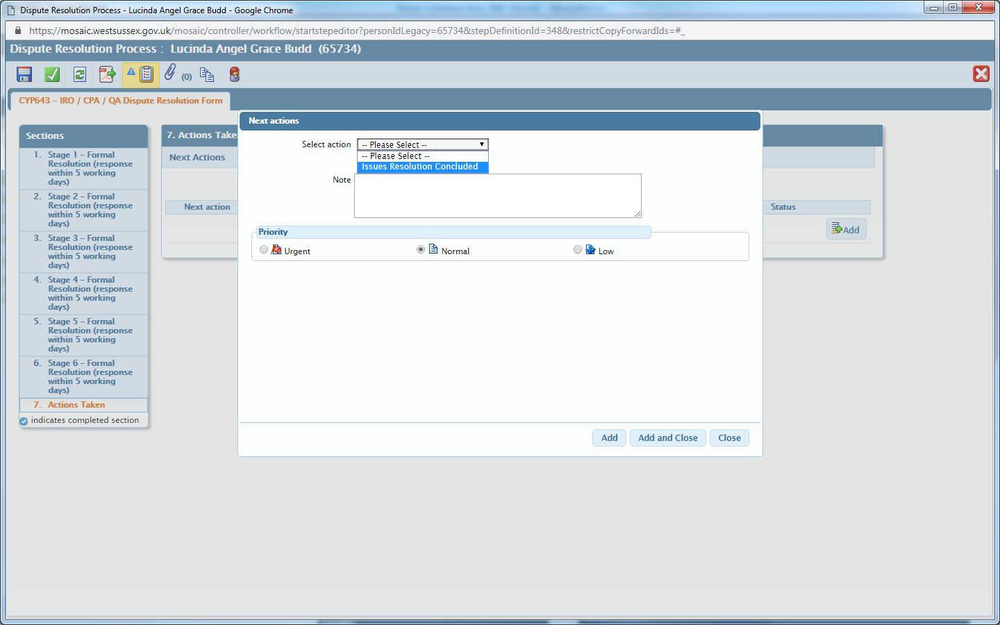 Dispute Resolution Process - Lucinda Angel Grace Budd - Google Chrome
https://mosaic.westsussex.gov.uk/mosaic/controller/workflow/startstepeditor?personIdLegacy=65734&stepDefinitionId=348&restrictCopyForwardIds=#_
Dispute Resolution Process : Lucinda Angel Grace Budd (65734)
(0)
CYP643 - IRO / CPA / QA Dispute Resolution Form
Sections
1. Stage 1 - Formal
Resolution (response
within 5 working
days)
2. Stage 2 - Formal
Resolution (response
within 5 working
days)
3. Stage 3 - Formal
Resolution (response
within 5 working
days)
4. Stage 4 - Formal
Resolution (response
within 5 working
days)
5. Stage 5 - Formal
Resolution (response
within 5 working
days)
6. Stage 6 - Formal
Resolution (response
within 5 working
days)
7. Actions Taken
indicates completed section
7. Actions Take
Next Actions
Next action
Status
Add
Next actions
Select action -- Please Select --
-- Please Select --
Issues Resolution Concluded
Note
Priority
Urgent Normal Low
Add Add and Close Close